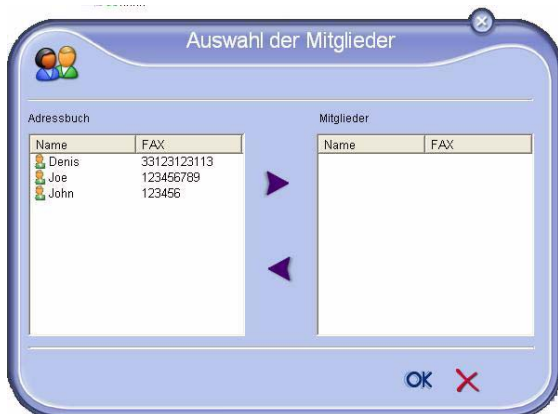 Auswahl der Mitglieder
Adressbuch
Mitglieder
Name FAX
Denis 33123123113
Joe 123456789
John 123456
Name FAX
OK